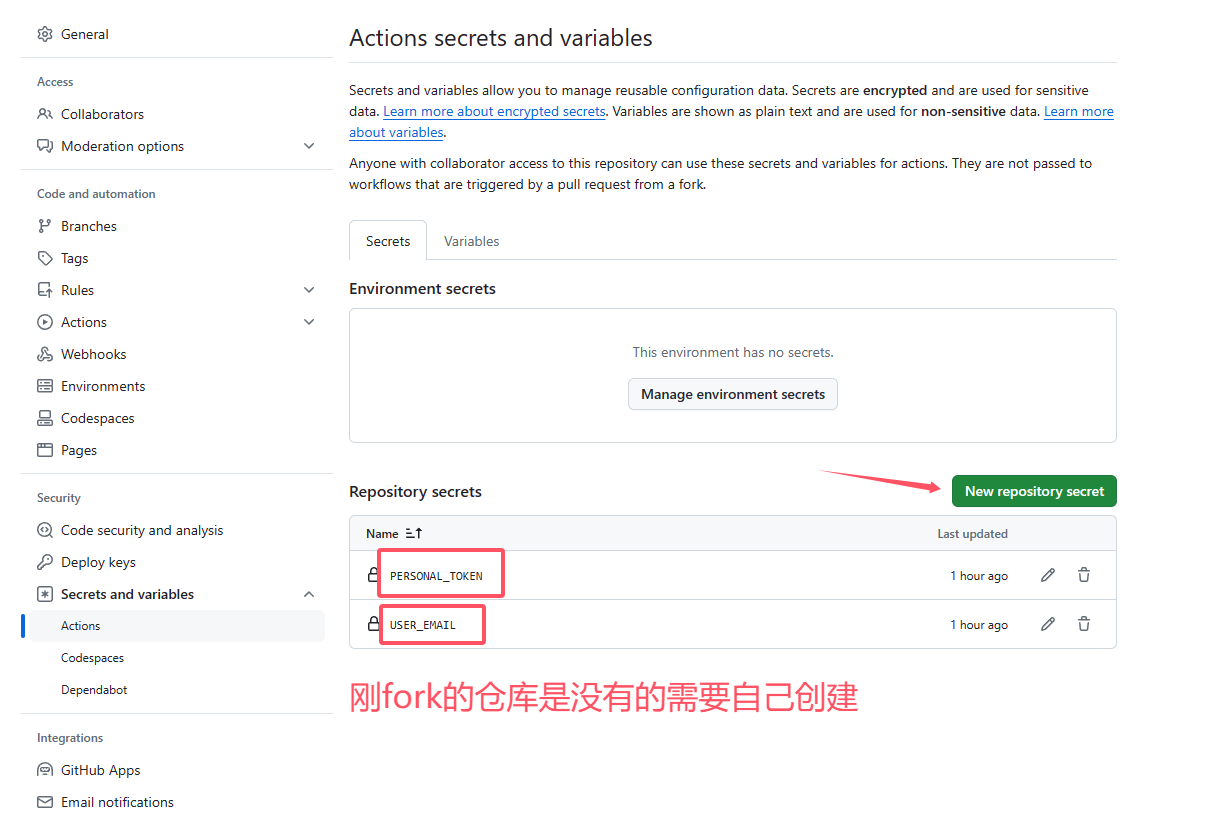 General
Access
Collaborators
Moderation options
Code and automation
Branches
Tags
Rules
Actions
Webhooks
Environments
Codespaces
Pages
Security
Code security and analysis
Deploy keys
Secrets and variables
Actions
Codespaces
Dependabot
Integrations
GitHub Apps
Email notifications
Actions secrets and variables
Secrets and variables allow you to manage reusable configuration data. Secrets are encrypted and are used for sensitive
data. Learn more about encrypted secrets. Variables are shown as plain text and are used for non-sensitive data. Learn more
about variables.
Anyone with collaborator access to this repository can use these secrets and variables for actions. They are not passed to
workflows that are triggered by a pull request from a fork.
Secrets Variables
Environment secrets
This environment has no secrets.
Manage environment secrets
Repository secrets New repository secret
Name Last updated
PERSONAL_TOKEN 1 hour ago
USER_EMAIL 1 hour ago
刚fork的仓库是没有的需要自己创建